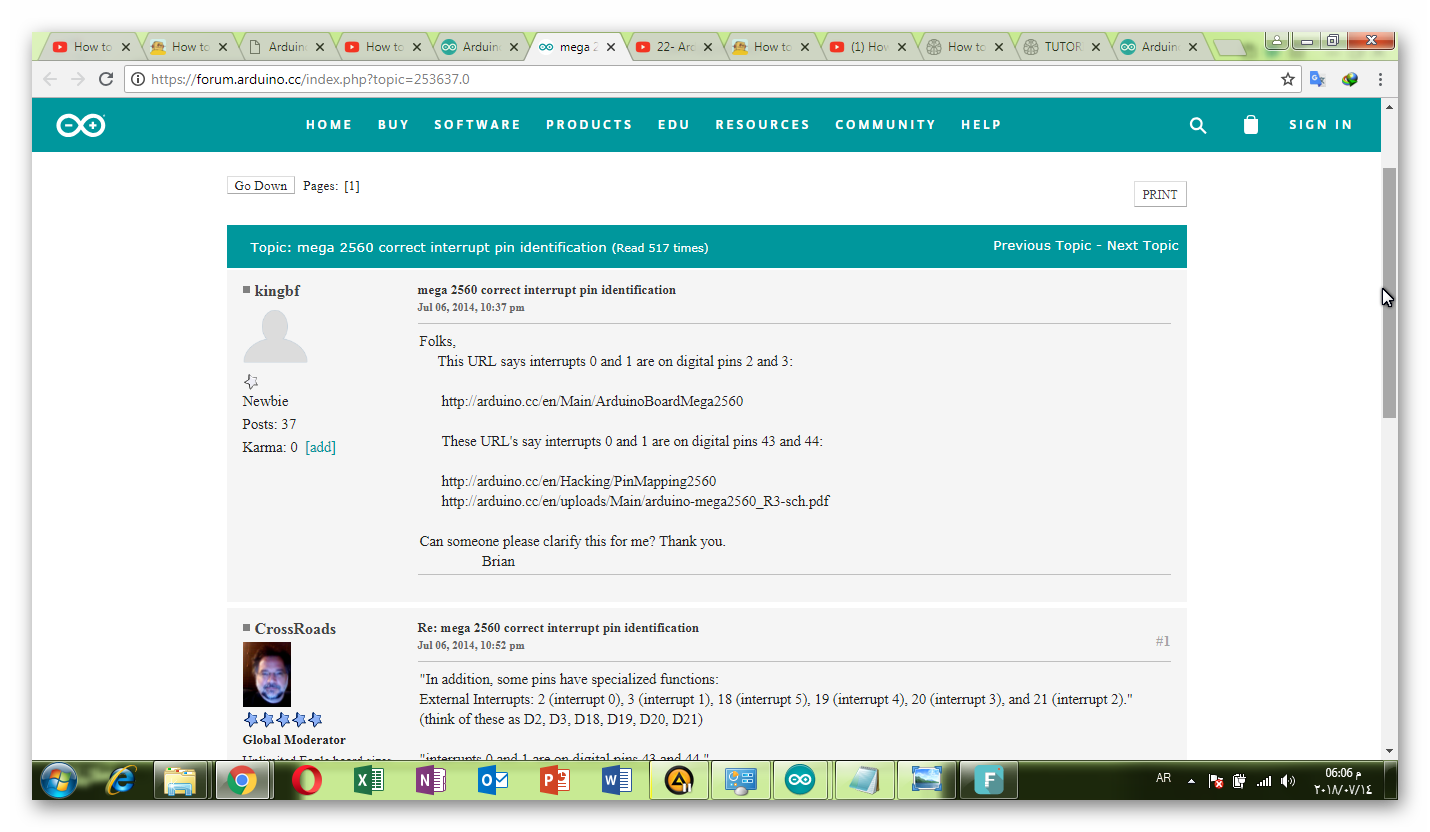 How to
How to
Arduin
How to
Arduin
mega 2
22- Ard
How to
(1) How
How to
TUTOR
Arduin
https://forum.arduino.cc/index.php?topic=253637.0
HOME BUY SOFTWARE PRODUCTS EDU RESOURCES COMMUNITY HELP SIGN IN
Go Down Pages: [1]
PRINT
Topic: mega 2560 correct interrupt pin identification (Read 517 times) Previous Topic - Next Topic
kingbf
Newbie
Posts: 37
Karma: 0 [add]
mega 2560 correct interrupt pin identification
Jul 06, 2014, 10:37 pm
Folks,
This URL says interrupts 0 and 1 are on digital pins 2 and 3:
http://arduino.cc/en/Main/ArduinoBoardMega2560
These URL's say interrupts 0 and 1 are on digital pins 43 and 44:
http://arduino.cc/en/Hacking/PinMapping2560
http://arduino.cc/en/uploads/Main/arduino-mega2560_R3-sch.pdf
Can someone please clarify this for me? Thank you.
Brian
CrossRoads
Global Moderator
Unlimited Eagle board sizes
Re: mega 2560 correct interrupt pin identification
Jul 06, 2014, 10:52 pm
#1
"In addition, some pins have specialized functions:
External Interrupts: 2 (interrupt 0), 3 (interrupt 1), 18 (interrupt 5), 19 (interrupt 4), 20 (interrupt 3), and 21 (interrupt 2)."
(think of these as D2, D3, D18, D19, D20, D21)
"interrupts 0 and 1 are on digital pins 43 and 44."
AR
06:06 م
٢٠١٨/٠٧/١٤